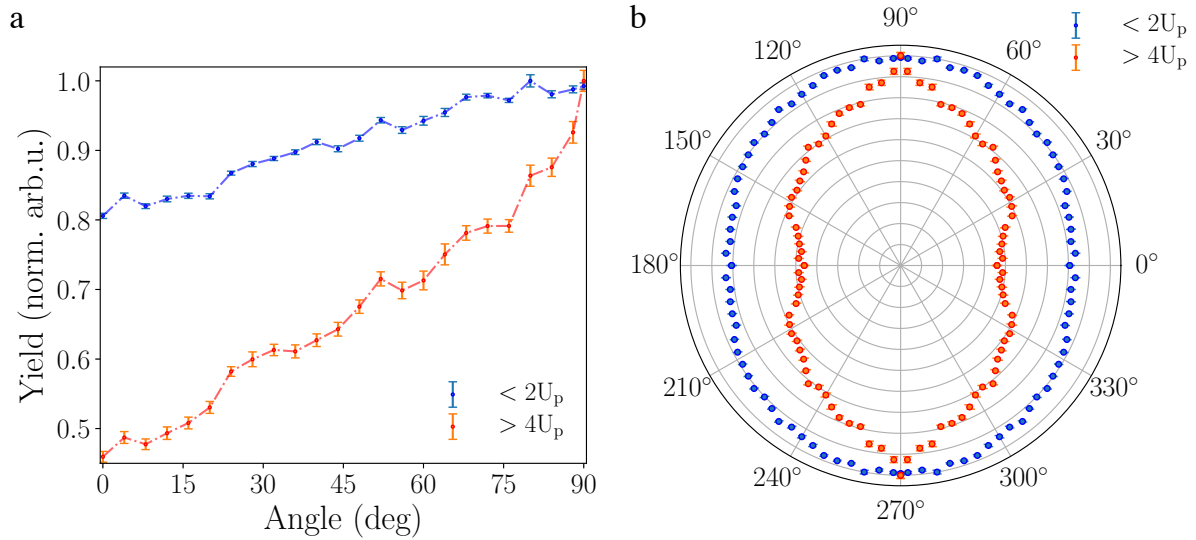 a
Yield (norm. arb.u.)
1.0
0.9
0.8
0.7
0.6
0.5
0 15 30 45 60 75 90
Angle (deg)
< 2Uₚ
> 4Uₚ
b
90°
60°
30°
0°
330°
300°
270°
240°
210°
180°
150°
120°
< 2Uₚ
> 4Uₚ